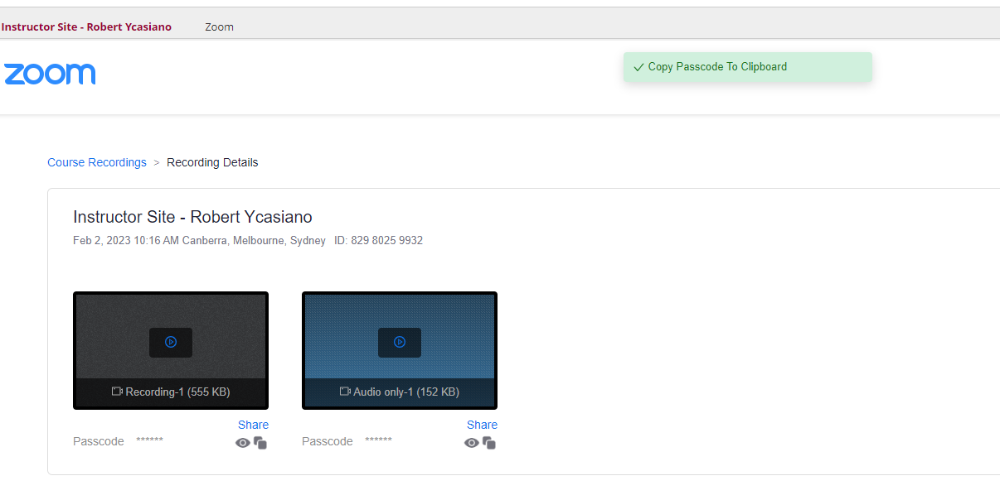 Instructor Site - Robert Ycasiano Zoom
zoom
Copy Passcode To Clipboard
Course Recordings > Recording Details
Instructor Site - Robert Ycasiano
Feb 2, 2023 10:16 AM Canberra, Melbourne, Sydney ID: 829 8025 9932
Recording-1 (555 KB)
Audio only-1 (152 KB)
Share
Share
Passcode ******
Passcode ******